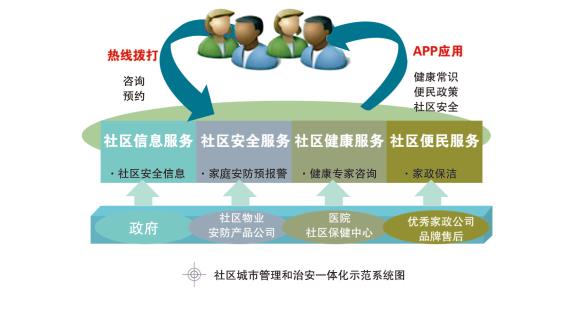 热线拨打
咨询
预约
APP应用
健康常识
便民政策
社区安全
社区信息服务
社区安全服务
社区健康服务
社区便民服务
·社区安全信息
·家庭安防预报警
·健康专家咨询
·家政保洁
政府
社区物业
安防产品公司
医院
社区保健中心
优秀家政公司
品牌售后
社区城市管理和治安一体化示范系统图